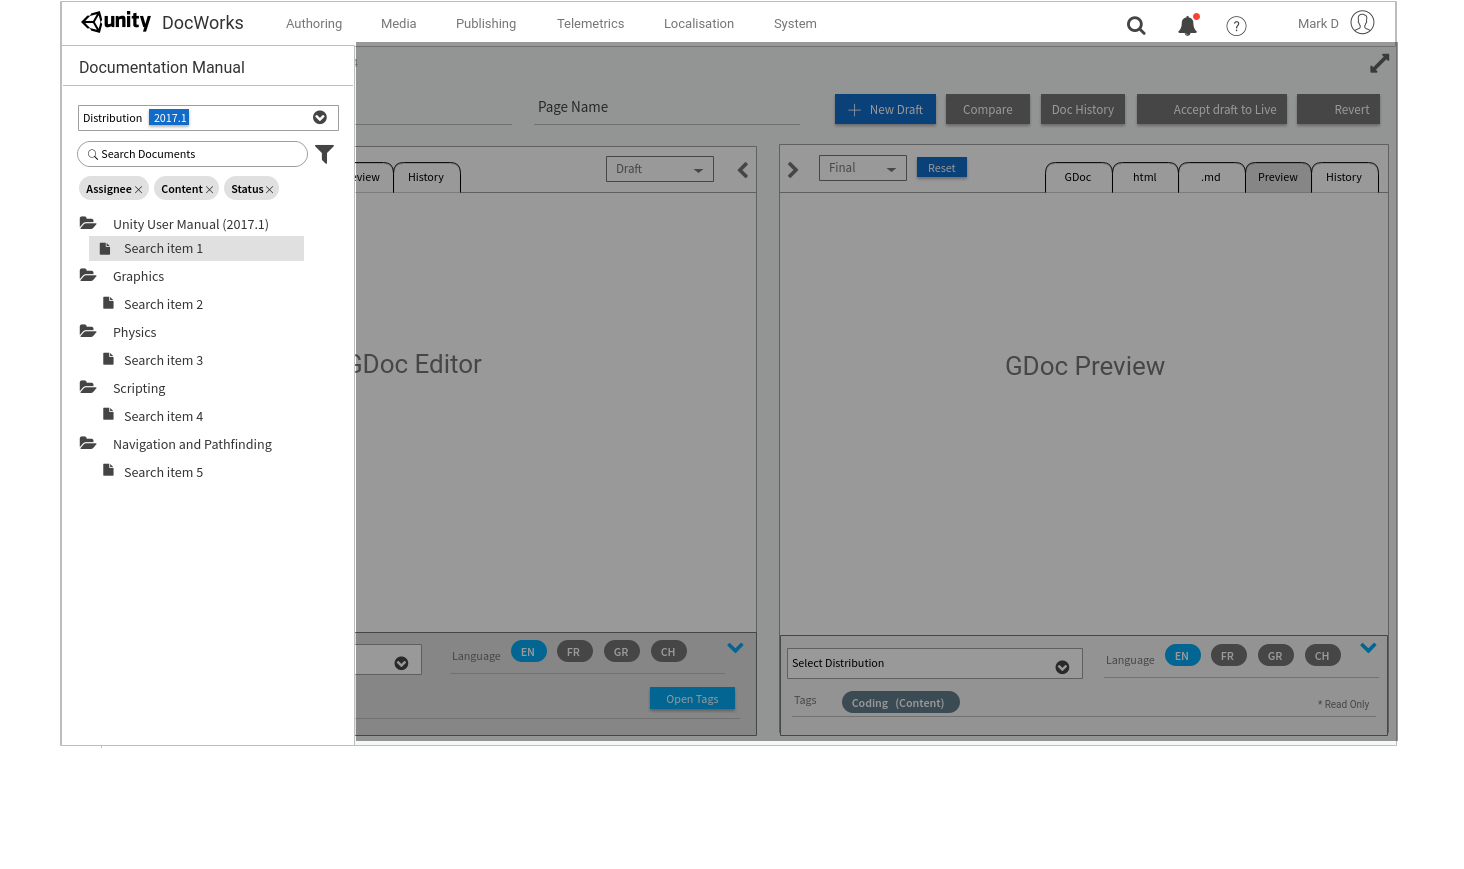 unity DocWorks Authoring Media Publishing Telemetrics Localisation System ? Mark D
Documentation Manual
Distribution 2017.1
Search Documents
Assignee × Content × Status ×
Unity User Manual (2017.1)
Search item 1
Graphics
Search item 2
Physics
Search item 3
Scripting
Search item 4
Navigation and Pathfinding
Search item 5
Page Name
New Draft Compare Doc History Accept draft to Live Revert
view History Draft
GDoc Editor
Language EN FR GR CH
Open Tags
Final Reset GDoc html .md Preview History
GDoc Preview
Select Distribution Language EN FR GR CH
Tags Coding (Content) * Read Only